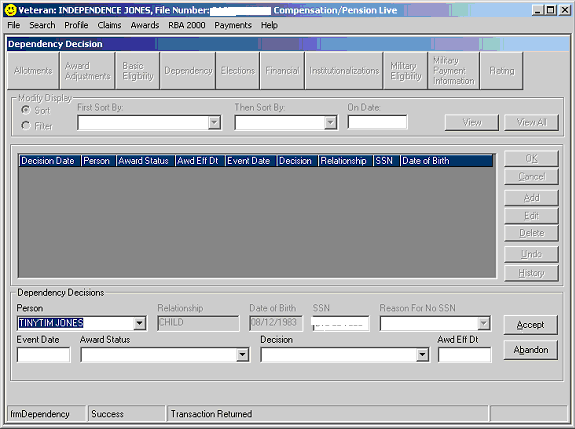 Veteran: INDEPENDENCE JONES, File Number: Compensation/Pension Live
File Search Profile Claims Awards RBA 2000 Payments Help
Dependency Decision
Allotments Award Adjustments Basic Eligibility Dependency Elections Financial Institutionalizations Military Eligibility Military Payment Information Rating
Modify Display
Sort First Sort By: Then Sort By: On Date:
Filter View View All
Decision Date Person Award Status Awd Eff Dt Event Date Decision Relationship SSN Date of Birth
OK
Cancel
Add
Edit
Delete
Undo
History
Dependency Decisions
Person Relationship Date of Birth SSN Reason For No SSN
TINYTIM JONES CHILD 08/12/1983
Accept
Event Date Award Status Decision Awd Eff Dt
Abandon
frmDependency Success Transaction Returned